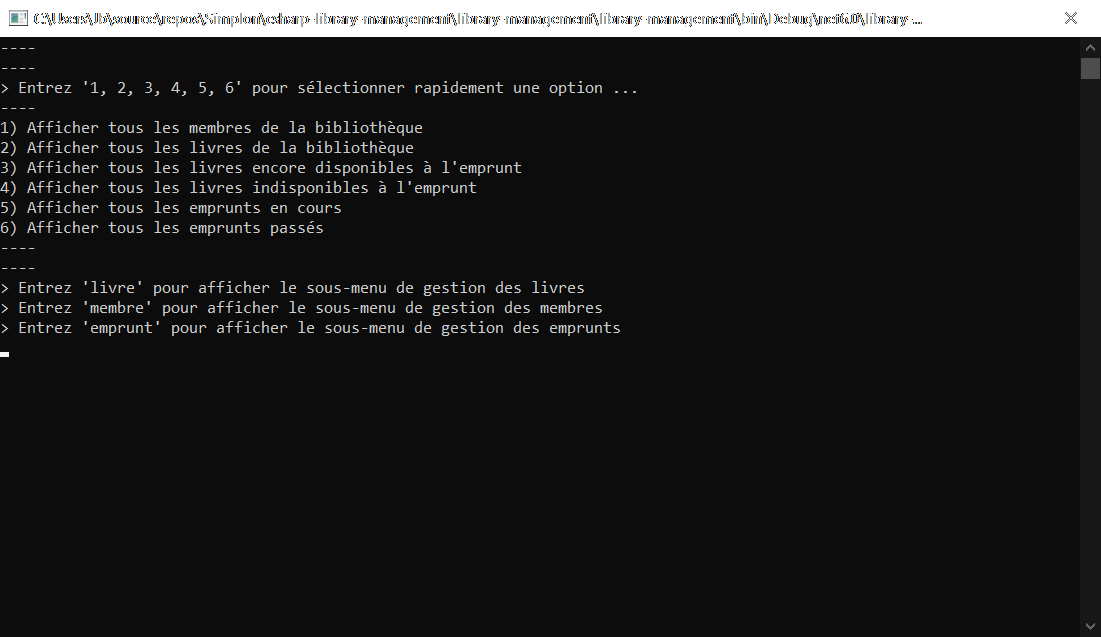 C:\Users\Jb\source\repos\Simplon\csharp-library-management\library-management\library-management\bin\Debug\net6.0\library-...
----
----
> Entrez '1, 2, 3, 4, 5, 6' pour sélectionner rapidement une option ...
----
1) Afficher tous les membres de la bibliothèque
2) Afficher tous les livres de la bibliothèque
3) Afficher tous les livres encore disponibles à l'emprunt
4) Afficher tous les livres indisponibles à l'emprunt
5) Afficher tous les emprunts en cours
6) Afficher tous les emprunts passés
----
----
> Entrez 'livre' pour afficher le sous-menu de gestion des livres
> Entrez 'membre' pour afficher le sous-menu de gestion des membres
> Entrez 'emprunt' pour afficher le sous-menu de gestion des emprunts